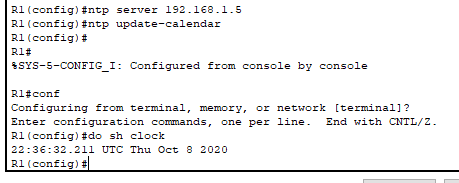 R1(config)#ntp server 192.168.1.5
R1(config)#ntp update-calendar
R1(config)#
R1#
%SYS-5-CONFIG_I: Configured from console by console
R1#conf
Configuring from terminal, memory, or network [terminal]?
Enter configuration commands, one per line.  End with CNTL/Z.
R1(config)#do sh clock
22:36:32.211 UTC Thu Oct 8 2020
R1(config)#